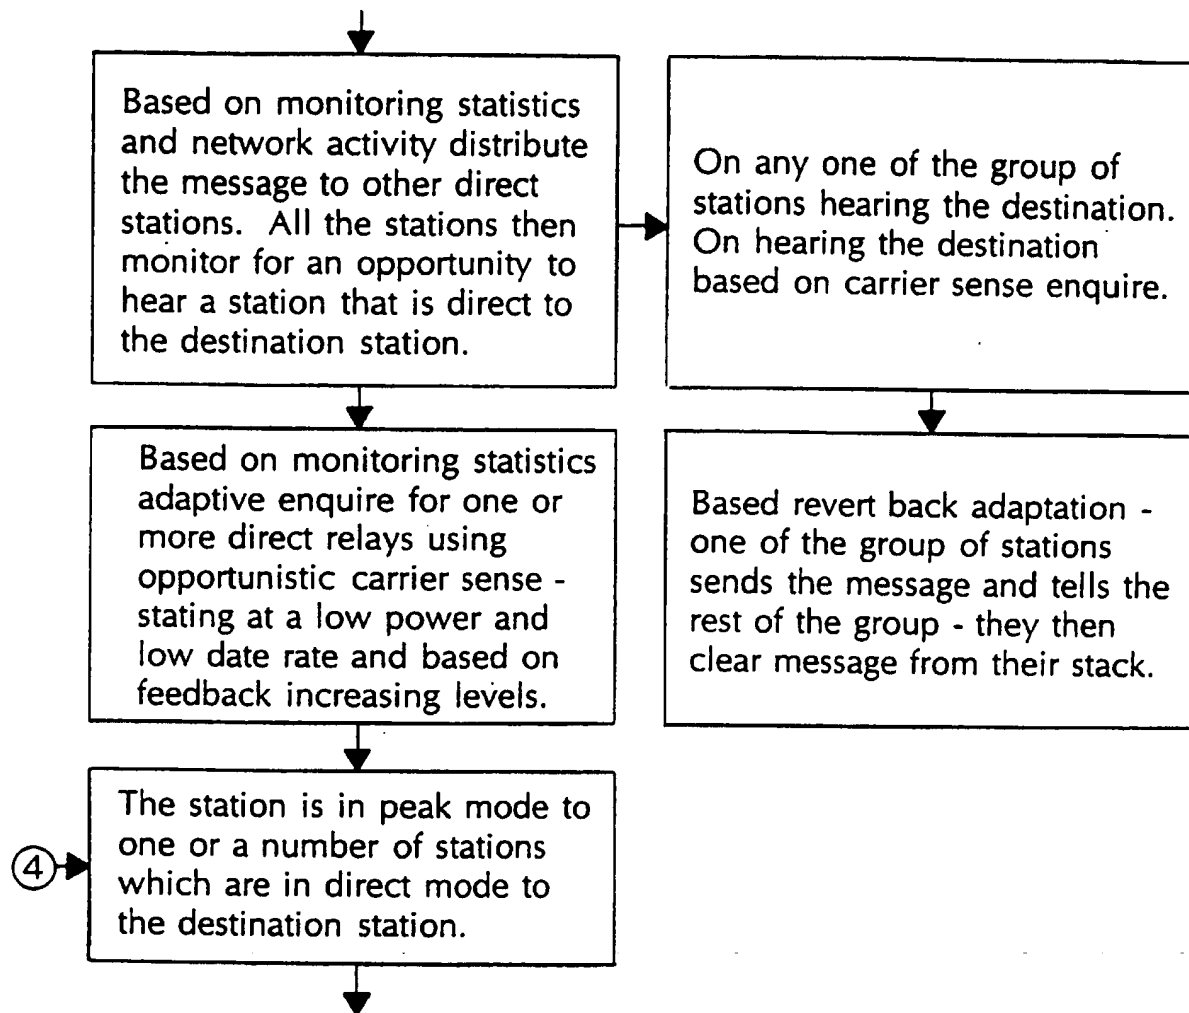 Based on monitoring statistics
and network activity distribute
the message to other direct
stations. All the stations then
monitor for an opportunity to
hear a station that is direct to
the destination station.
On any one of the group of
stations hearing the destination.
On hearing the destination
based on carrier sense enquire.
Based on monitoring statistics
adaptive enquire for one or
more direct relays using
opportunistic carrier sense -
stating at a low power and
low date rate and based on
feedback increasing levels.
Based revert back adaptation -
one of the group of stations
sends the message and tells the
rest of the group - they then
clear message from their stack.
The station is in peak mode to
one or a number of stations
which are in direct mode to
the destination station.
4